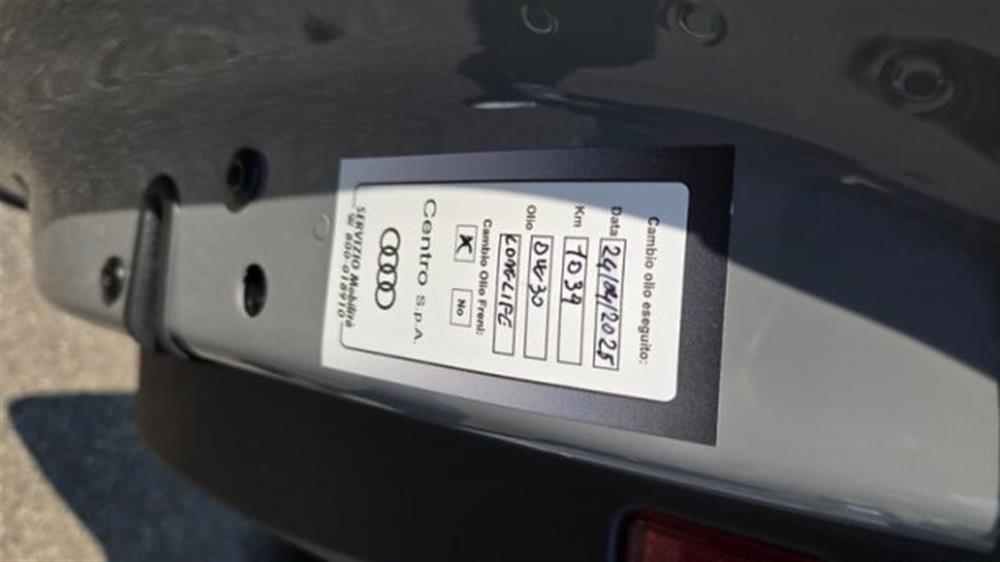 Cambio olio eseguito:
Data 24/04/2025
Km 7039
Olio 0W30
LONGLIFE
Cambio Olio Freni:
X No
Centro S.p.A.
SERVIZIO Mobilità
☏ 800-018910